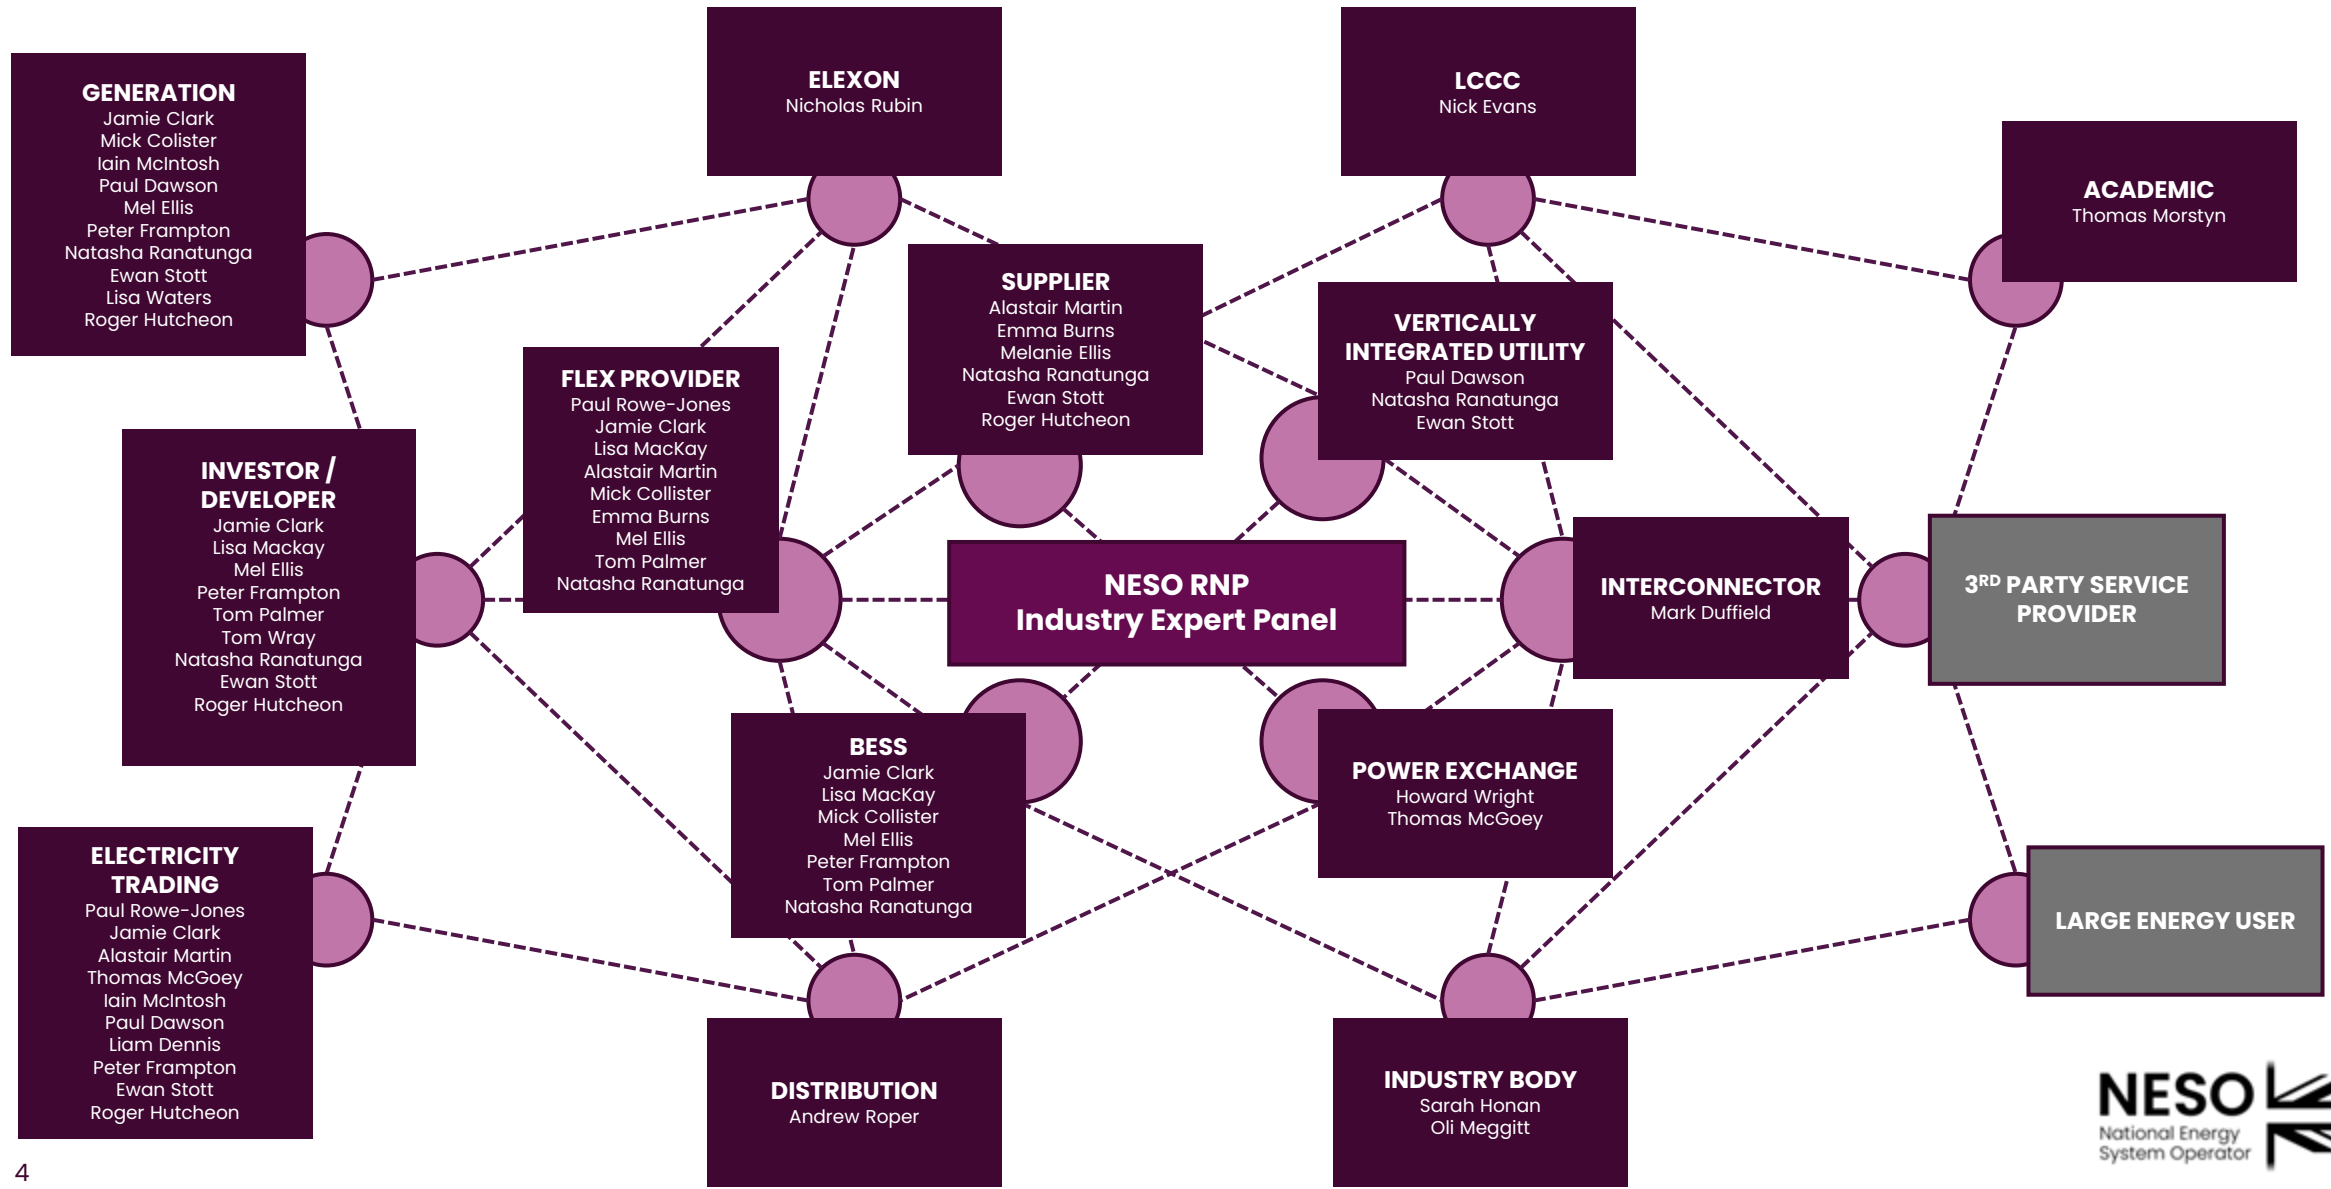 GENERATION
Jamie Clark
Mick Colister
Iain McIntosh
Paul Dawson
Mel Ellis
Peter Frampton
Natasha Ranatunga
Ewan Stott
Lisa Waters
Roger Hutcheon
ELEXON
Nicholas Rubin
LCCC
Nick Evans
ACADEMIC
Thomas Morstyn
SUPPLIER
Alastair Martin
Emma Burns
Melanie Ellis
Natasha Ranatunga
Ewan Stott
Roger Hutcheon
VERTICALLY
INTEGRATED UTILITY
Paul Dawson
Natasha Ranatunga
Ewan Stott
FLEX PROVIDER
Paul Rowe-Jones
Jamie Clark
Lisa MacKay
Alastair Martin
Mick Collister
Emma Burns
Mel Ellis
Tom Palmer
Natasha Ranatunga
INVESTOR /
DEVELOPER
Jamie Clark
Lisa Mackay
Mel Ellis
Peter Frampton
Tom Palmer
Tom Wray
Natasha Ranatunga
Ewan Stott
Roger Hutcheon
NESO RNP
Industry Expert Panel
INTERCONNECTOR
Mark Duffield
3RD PARTY SERVICE
PROVIDER
BESS
Jamie Clark
Lisa MacKay
Mick Collister
Mel Ellis
Peter Frampton
Tom Palmer
Natasha Ranatunga
POWER EXCHANGE
Howard Wright
Thomas McGoey
ELECTRICITY
TRADING
Paul Rowe-Jones
Jamie Clark
Alastair Martin
Thomas McGoey
Iain McIntosh
Paul Dawson
Liam Dennis
Peter Frampton
Ewan Stott
Roger Hutcheon
LARGE ENERGY USER
DISTRIBUTION
Andrew Roper
INDUSTRY BODY
Sarah Honan
Oli Meggitt
NESO
National Energy
System Operator
4